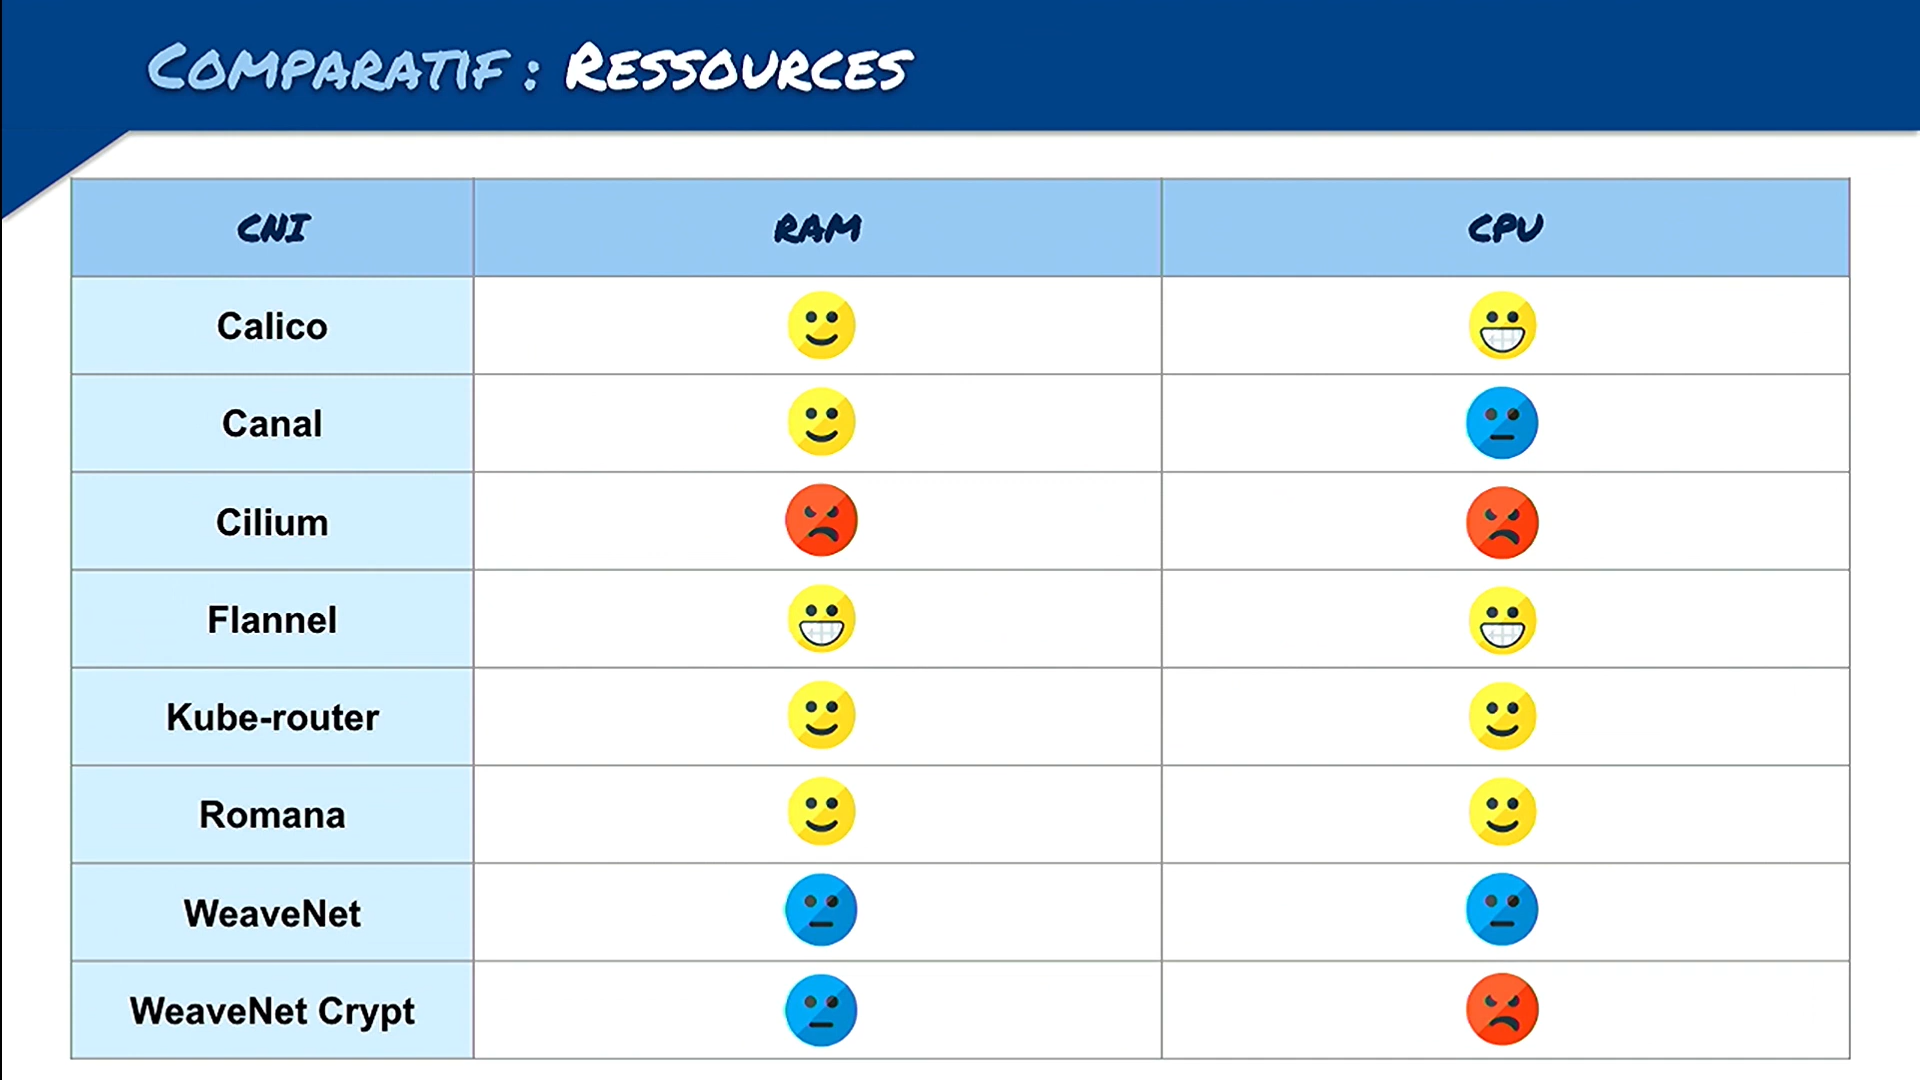 COMPARATIF : RESSOURCES
CNI RAM CPU
Calico
Canal
Cilium
Flannel
Kube-router
Romana
WeaveNet
WeaveNet Crypt